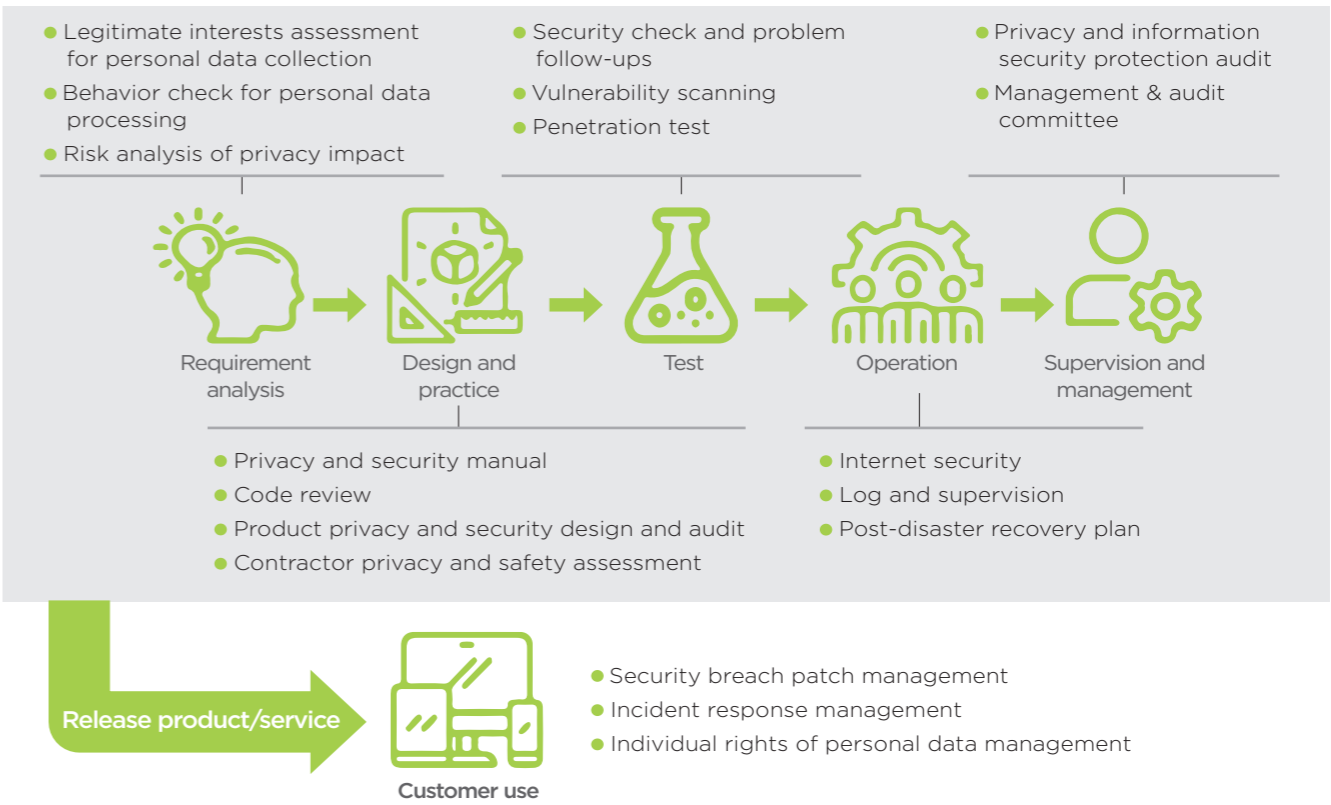 Legitimate interests assessment
for personal data collection
Behavior check for personal data
processing
Risk analysis of privacy impact
Security check and problem
follow-ups
Vulnerability scanning
Penetration test
Privacy and information
security protection audit
Management & audit
committee
Requirement
analysis
Design and
practice
Test
Operation
Supervision and
management
Privacy and security manual
Code review
Product privacy and security design and audit
Contractor privacy and safety assessment
Internet security
Log and supervision
Post-disaster recovery plan
Release product/service
Customer use
Security breach patch management
Incident response management
Individual rights of personal data management